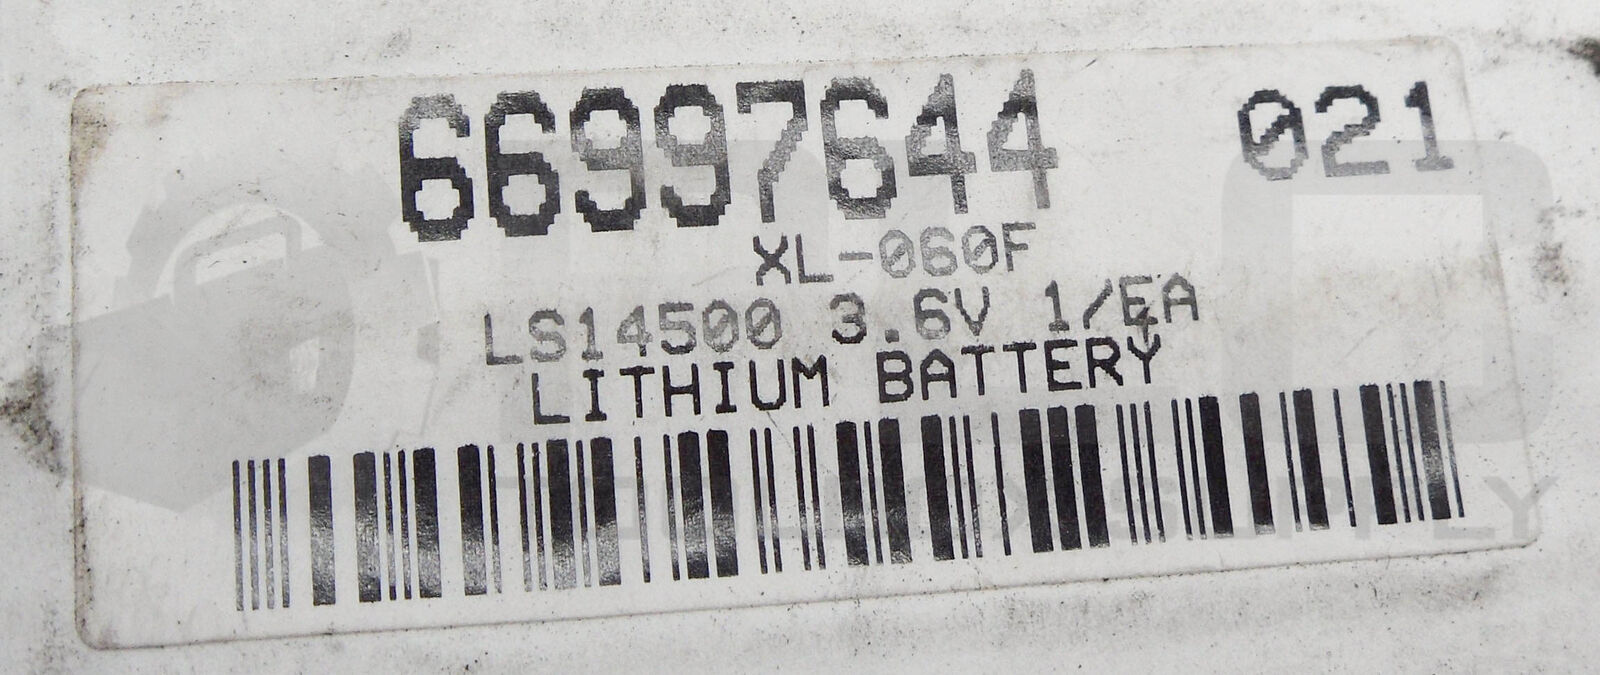 66997644 021
XL-060F
LS14500 3.6V 1/EA
LITHIUM BATTERY